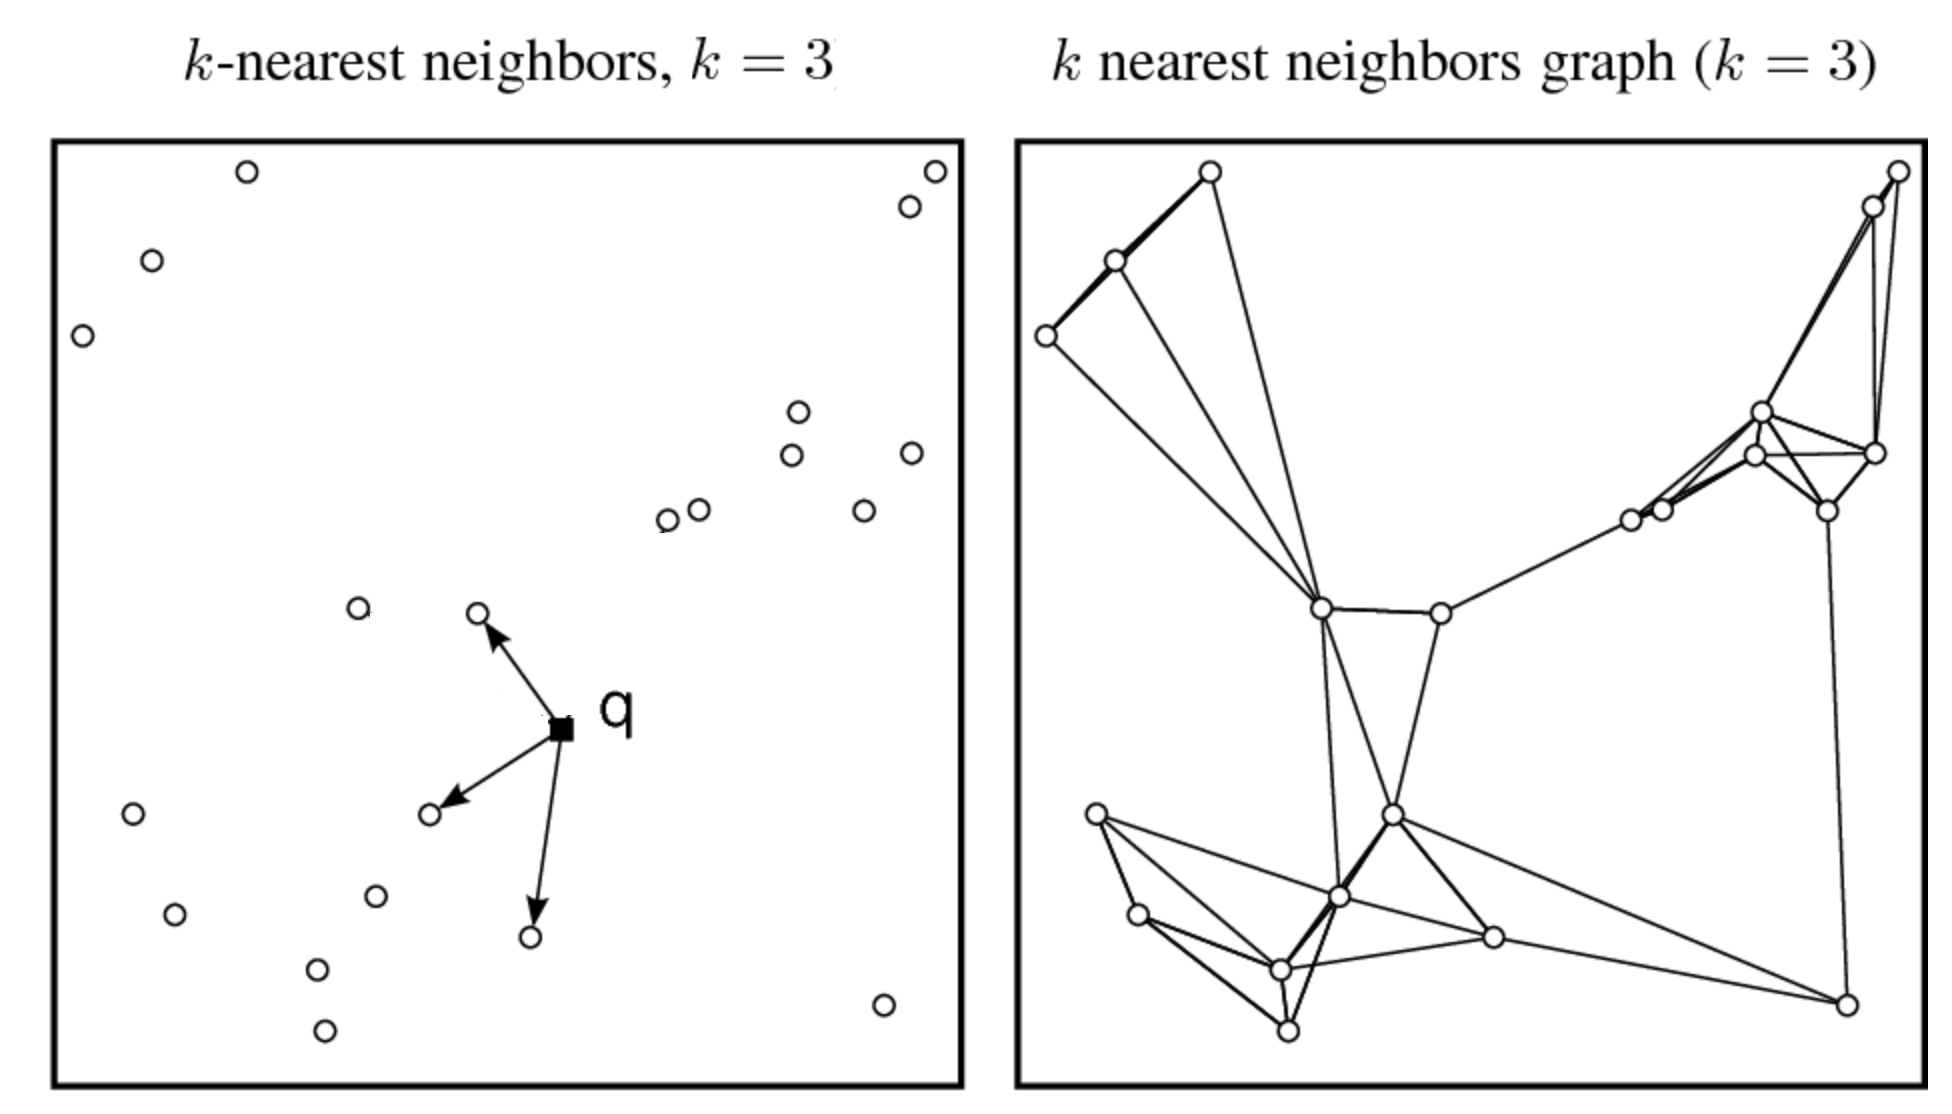 k-nearest neighbors, k = 3
k nearest neighbors graph (k = 3)
q